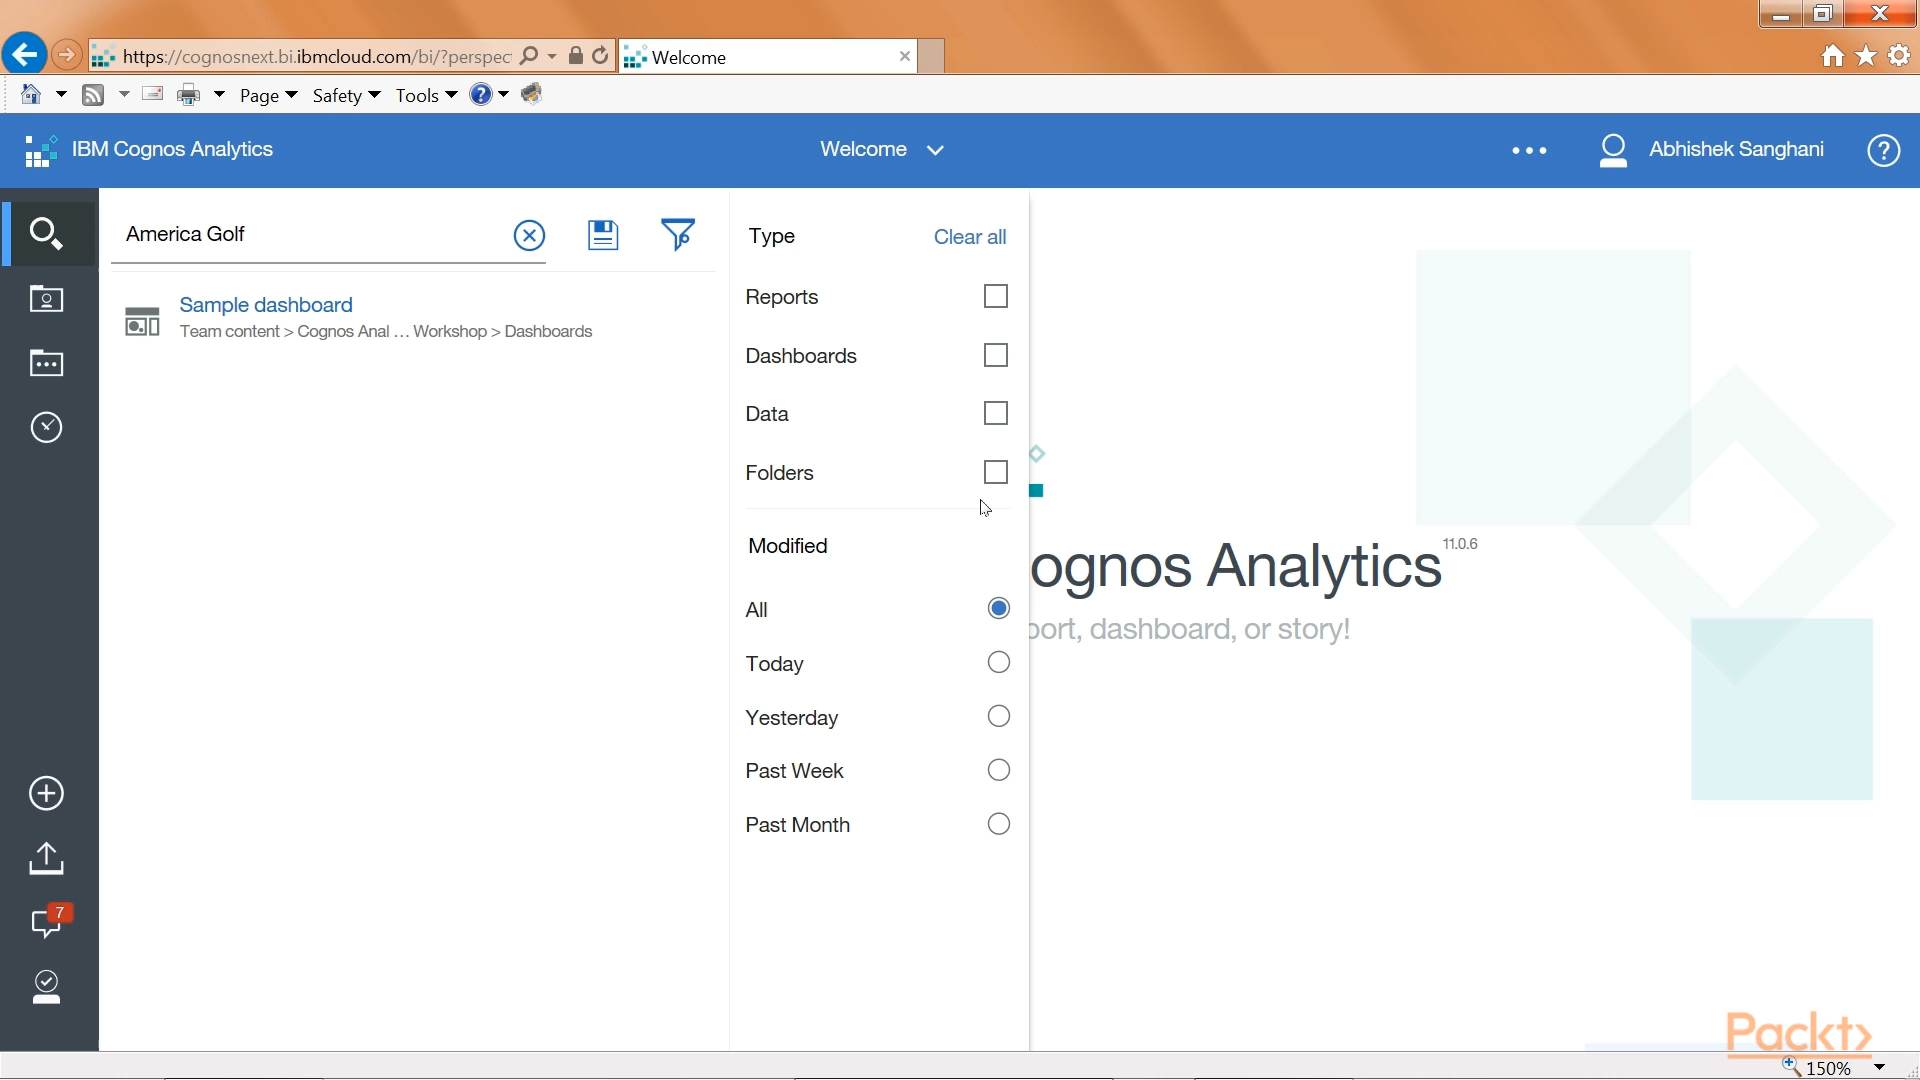 https://cognosnext.bi.ibmcloud.com/bi/?perspec
Welcome
Page
Safety
Tools
?
IBM Cognos Analytics
Welcome
Abhishek Sanghani
?
America Golf
Type
Clear all
Sample dashboard
Team content > Cognos Anal ... Workshop > Dashboards
Reports
Dashboards
Data
Folders
Modified
All
Today
Yesterday
Past Week
Past Month
ognos Analytics
11.0.6
port, dashboard, or story!
7
Packt>
150%